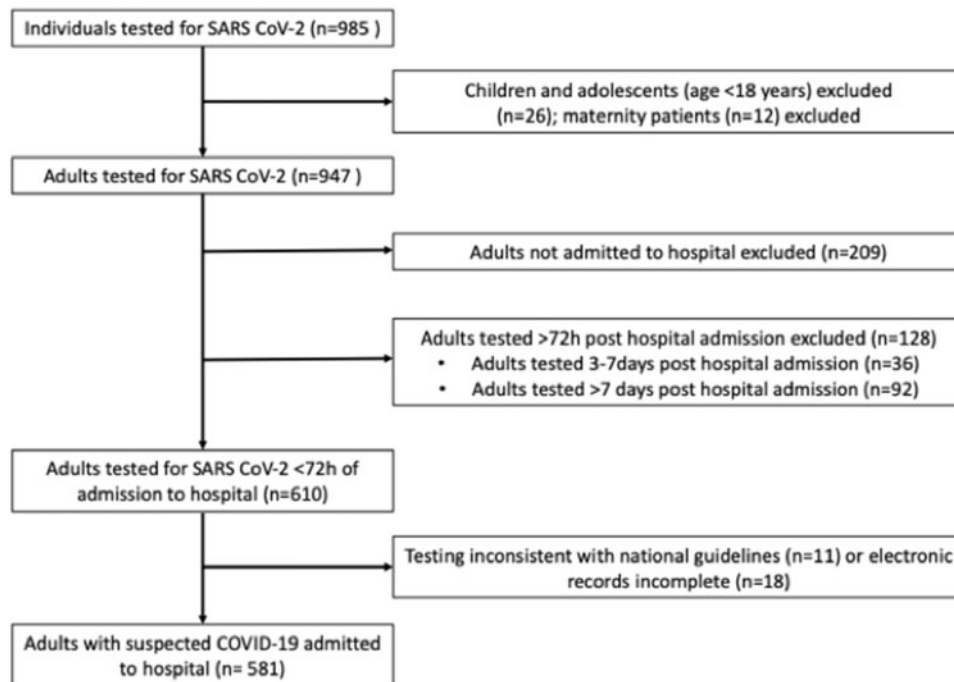 Individuals tested for SARS CoV-2 (n=985 )
Children and adolescents (age <18 years) excluded
(n=26); maternity patients (n=12) excluded
Adults tested for SARS CoV-2 (n=947 )
Adults not admitted to hospital excluded (n=209)
Adults tested >72h post hospital admission excluded (n=128)
• Adults tested 3-7days post hospital admission (n=36)
• Adults tested >7 days post hospital admission (n=92)
Adults tested for SARS CoV-2 <72h of
admission to hospital (n=610)
Testing inconsistent with national guidelines (n=11) or electronic
records incomplete (n=18)
Adults with suspected COVID-19 admitted
to hospital (n= 581)